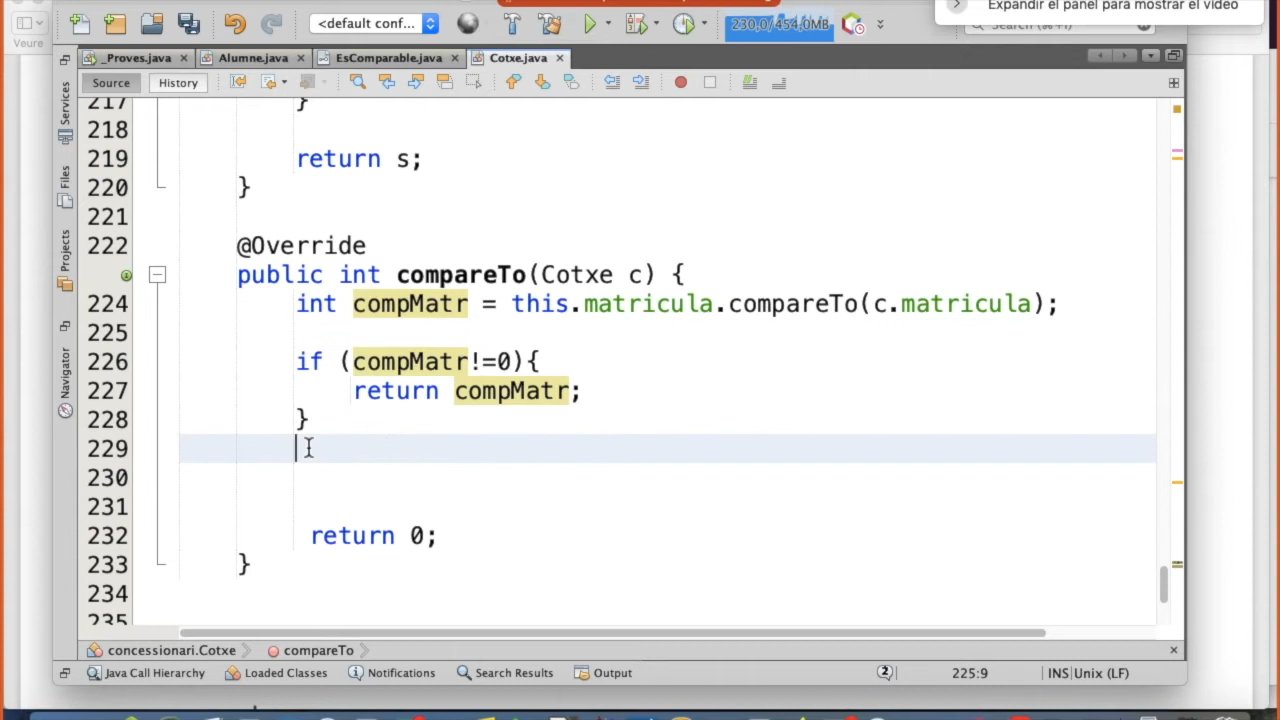 Expandir el panel para mostrar el vídeo
Veure
<default conf...
230,0/454,0MB
Search (⌘+I)
_Proves.java
Alumne.java
EsComparable.java
Cotxe.java
Source
History
Services
Files
Projects
Navigator
217 }
218
219 return s;
220 }
221
222 @Override
public int compareTo(Cotxe c) {
224 int compMatr = this.matricula.compareTo(c.matricula);
225
226 if (compMatr!=0){
227 return compMatr;
228 }
229
230
231
232 return 0;
233 }
234
235
concessionari.Cotxe
compareTo
Java Call Hierarchy
Loaded Classes
Notifications
Search Results
Output
2
225:9
INS
Unix (LF)